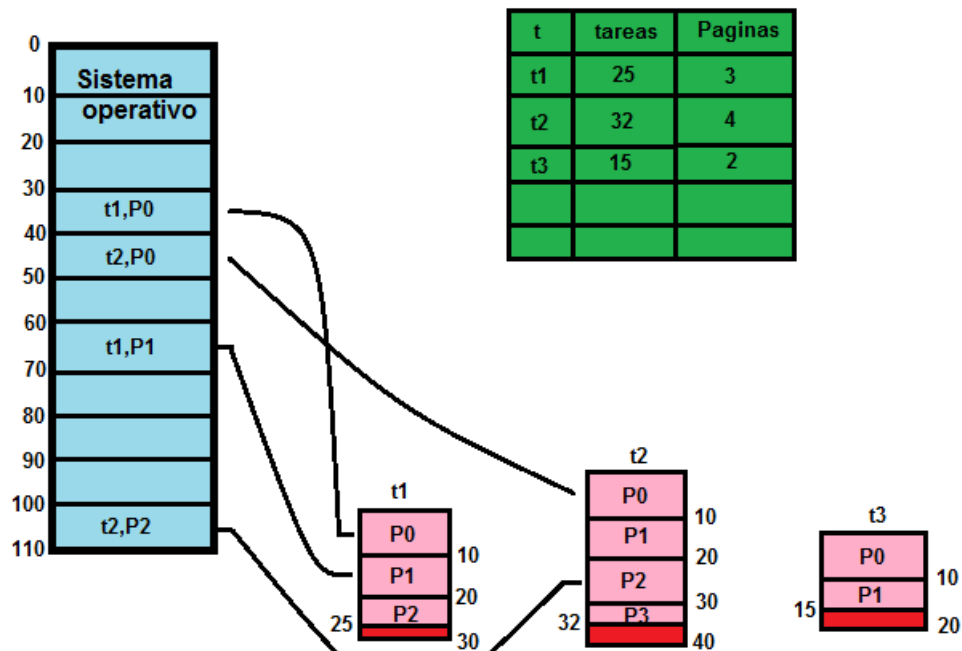 t tareas Paginas
t1 25 3
t2 32 4
t3 15 2
0
Sistema
10
operativo
20
30
t1,P0
40
t2,P0
50
60
t1,P1
70
80
90
100
t2,P2
110
t1
P0
10
P1
20
P2
25
30
t2
P0
10
P1
20
P2
30
P3
32
40
t3
P0
10
P1
15
20